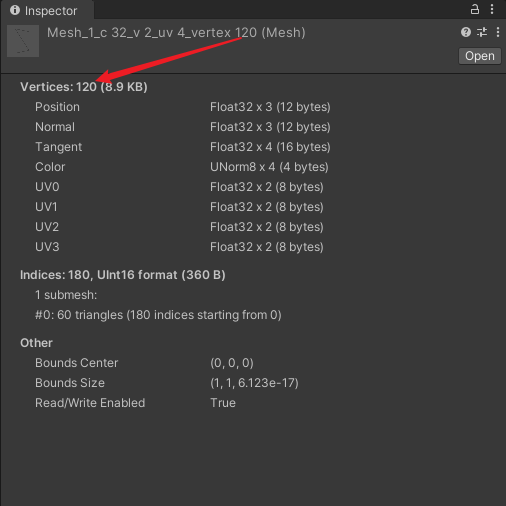 Inspector
Mesh_1_c 32_v 2_uv 4_vertex 120 (Mesh)
Open
Vertices: 120 (8.9 KB)
Position Float32 x 3 (12 bytes)
Normal Float32 x 3 (12 bytes)
Tangent Float32 x 4 (16 bytes)
Color UNorm8 x 4 (4 bytes)
UV0 Float32 x 2 (8 bytes)
UV1 Float32 x 2 (8 bytes)
UV2 Float32 x 2 (8 bytes)
UV3 Float32 x 2 (8 bytes)
Indices: 180, UInt16 format (360 B)
1 submesh:
#0: 60 triangles (180 indices starting from 0)
Other
Bounds Center (0, 0, 0)
Bounds Size (1, 1, 6.123e-17)
Read/Write Enabled True